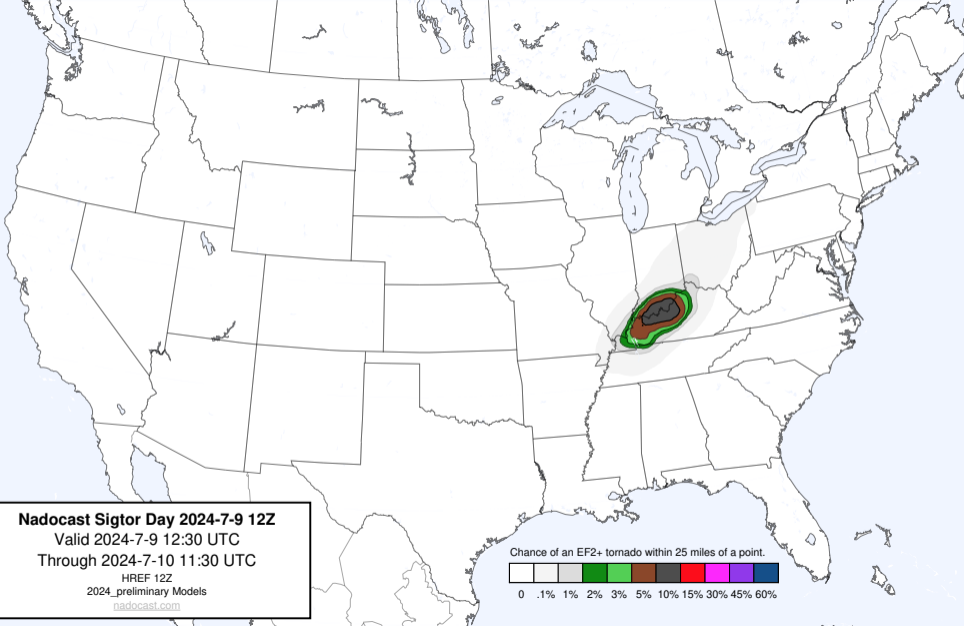 Nadocast Sigtor Day 2024-7-9 12Z
Valid 2024-7-9 12:30 UTC
Through 2024-7-10 11:30 UTC
HREF 12Z
2024_preliminary Models
nadocast.com
Chance of an EF2+ tornado within 25 miles of a point.
0 .1% 1% 2% 3% 5% 10% 15% 30% 45% 60%